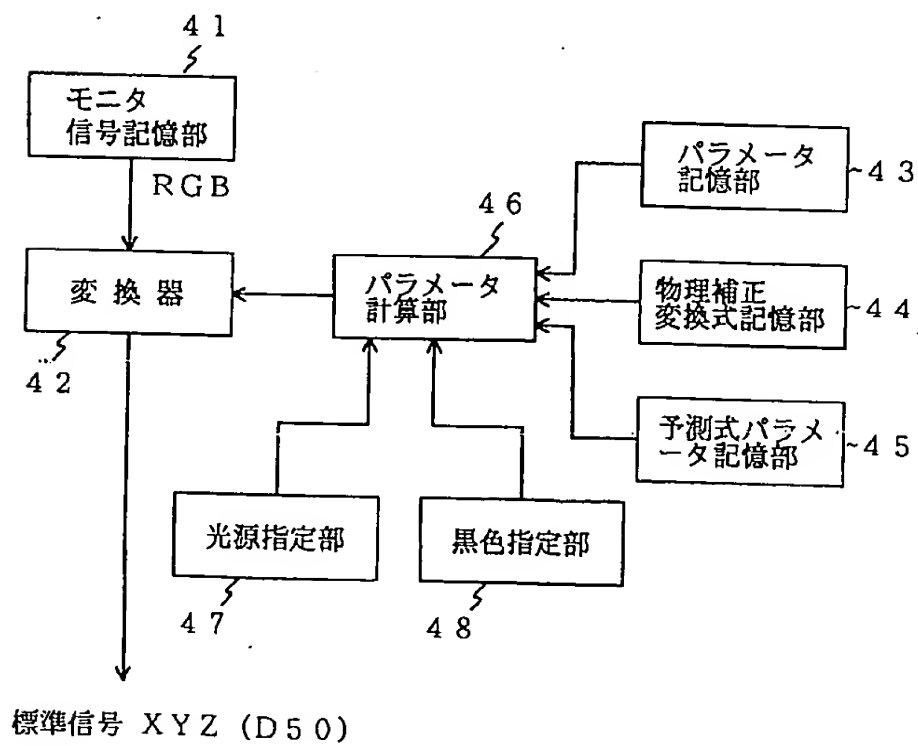 41
モニタ
信号記憶部
RGB
変換器
42
46
パラメータ
計算部
パラメータ
記憶部
43
物理補正
変換式記憶部
44
予測式パラメ
ータ記憶部
45
光源指定部
47
黒色指定部
48
標準信号 XYZ (D50)